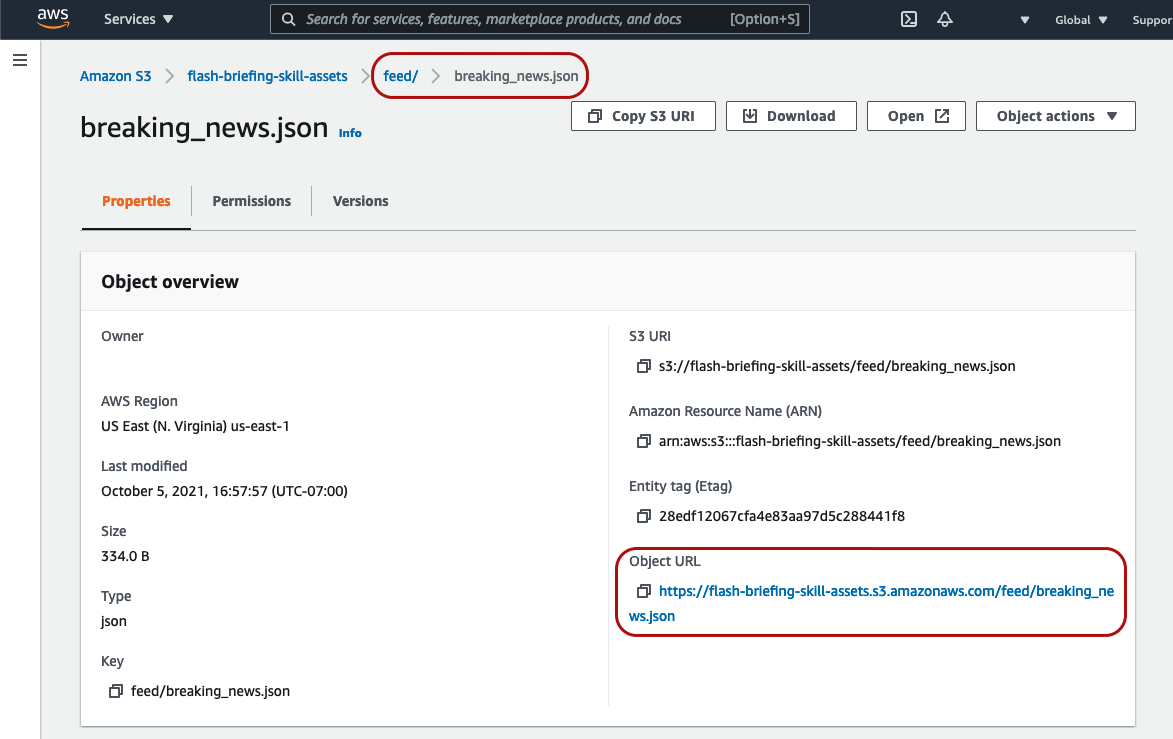 aws Services Search for services, features, marketplace products, and docs [Option+S] Global Suppor
Amazon S3 flash-briefing-skill-assets feed/ breaking_news.json
breaking_news.json Info
Copy S3 URI Download Open Object actions
Properties Permissions Versions
Object overview
Owner
AWS Region
US East (N. Virginia) us-east-1
Last modified
October 5, 2021, 16:57:57 (UTC-07:00)
Size
334.0 B
Type
json
Key
feed/breaking_news.json
S3 URI
s3://flash-briefing-skill-assets/feed/breaking_news.json
Amazon Resource Name (ARN)
arn:aws:s3:::flash-briefing-skill-assets/feed/breaking_news.json
Entity tag (Etag)
28edf12067cfa4e83aa97d5c288441f8
Object URL
https://flash-briefing-skill-assets.s3.amazonaws.com/feed/breaking_ne
ws.json